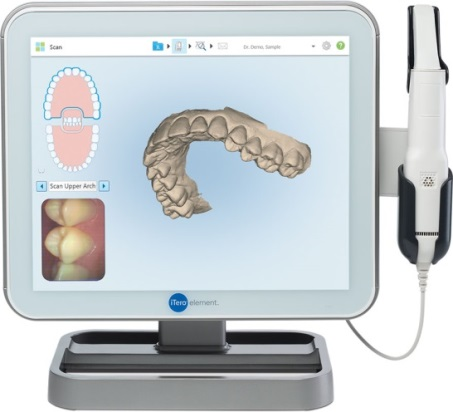 Scan
Dr. Demo, Sample
Scan Upper Arch
iTero element.